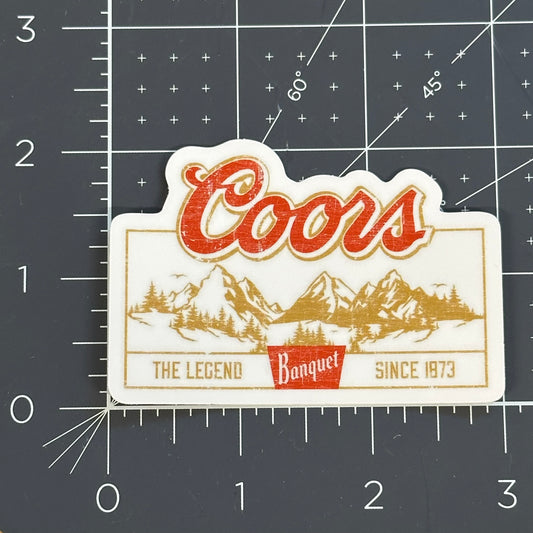 3
60°
45°
2
Coors
1
THE LEGEND
Banquet
SINCE 1873
0
0
1
2
3